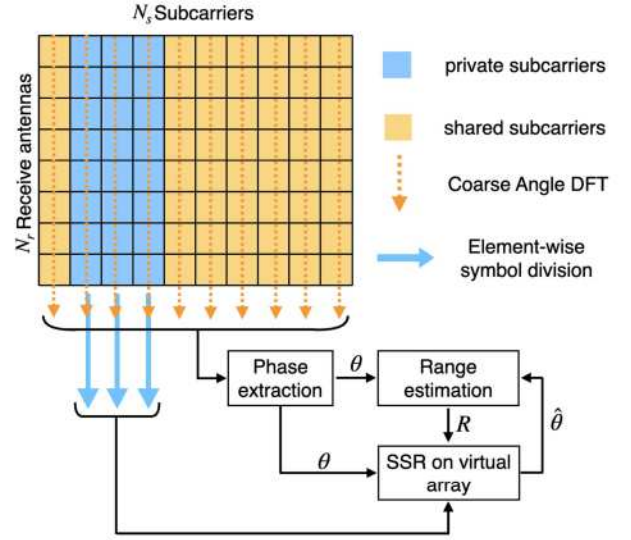 N_s Subcarriers
N_r Receive antennas
private subcarriers
shared subcarriers
Coarse Angle DFT
Element-wise
symbol division
Phase
extraction
θ
Range
estimation
R
θ̂
θ
SSR on virtual
array